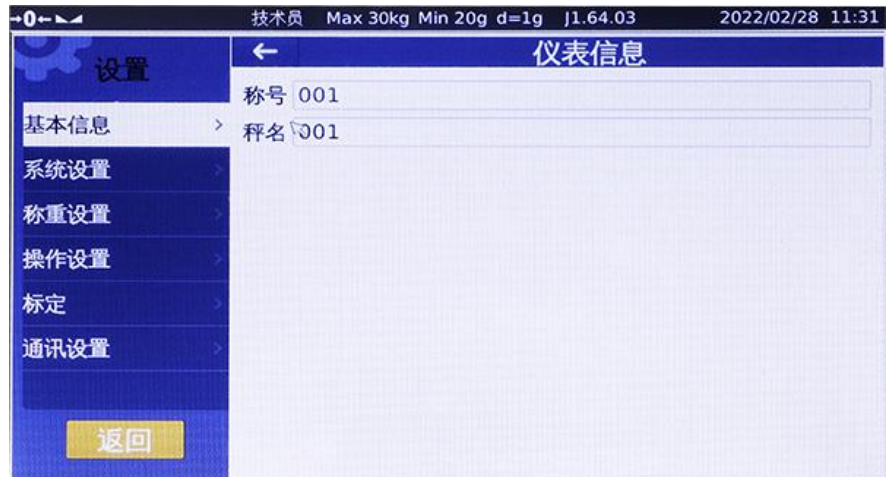 →0← 技术员 Max 30kg Min 20g d=1g J1.64.03 2022/02/28 11:31
设置
← 仪表信息
称号 001
秤名 001
基本信息 >
系统设置 >
称重设置 >
操作设置 >
标定 >
通讯设置 >
返回